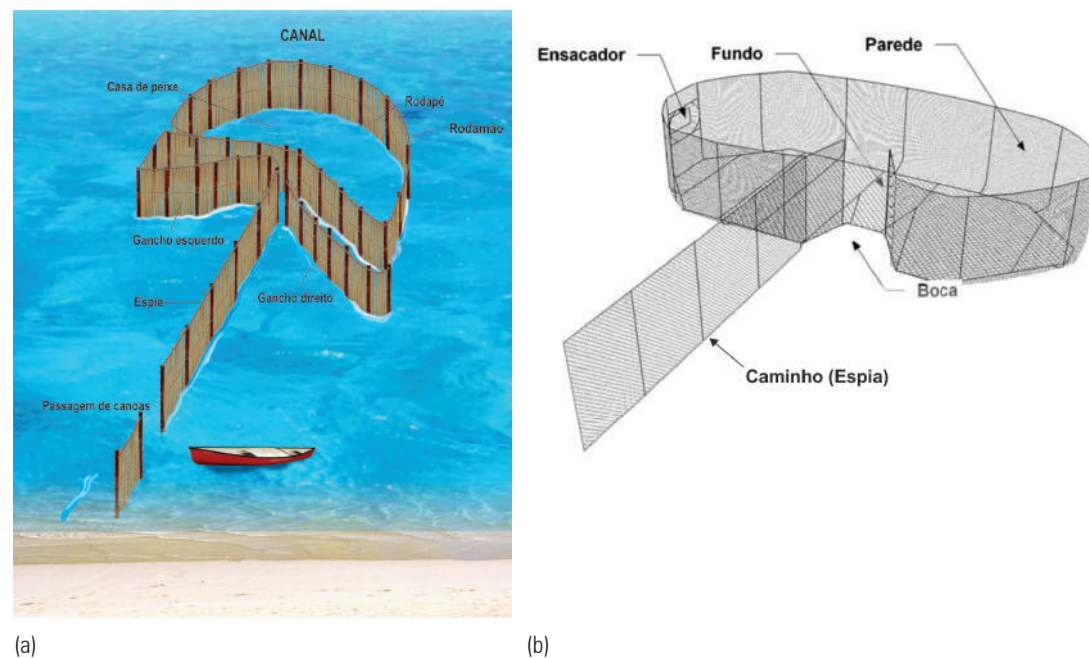 CANAL
Casa de peixe
Rodapé
Rodamão
Gancho esquerdo
Gancho direito
Espia
Passagem de canoas
(a)
Ensacador
Fundo
Parede
Boca
Caminho (Espia)
(b)